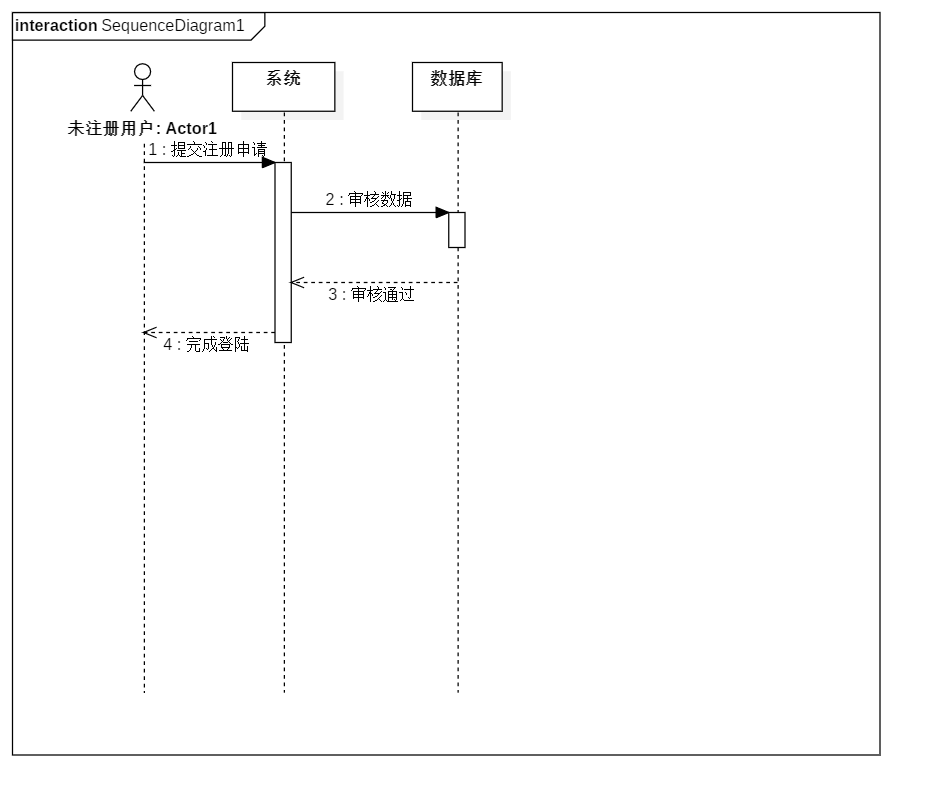 interaction SequenceDiagram1
系统
数据库
未注册用户: Actor1
1 : 提交注册申请
2 : 审核数据
3 : 审核通过
4 : 完成登陆